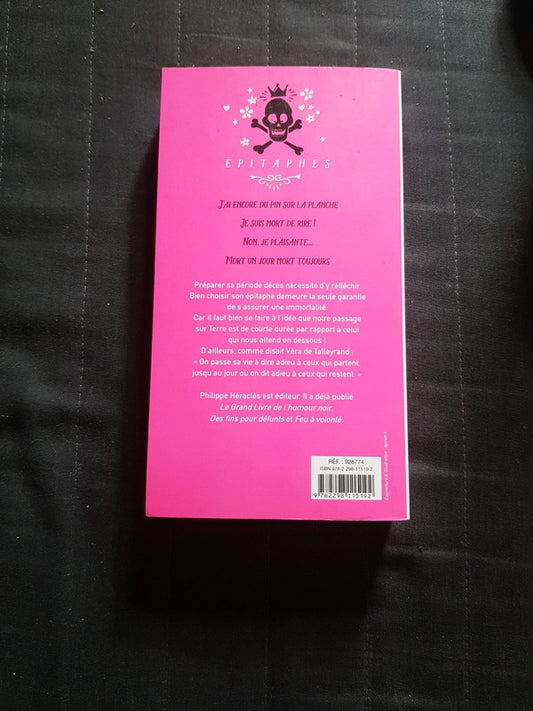 ÉPITAPHES
J'AI ENCORE DU PIN SUR LA PLANCHE
JE SUIS MORT DE RIRE !
NON, JE PLAISANTE...
MORT UN JOUR MORT TOUJOURS
Préparer sa période décès nécessite d'y réfléchir.
Bien choisir son épitaphe demeure la seule garantie
de s'assurer une immortalité.
Car il faut bien se faire à l'idée que notre passage
sur Terre est de courte durée par rapport à celui
qui nous attend en dessous !
D'ailleurs, comme disait Véra de Talleyrand :
« On passe sa vie à dire adieu à ceux qui partent,
jusqu'au jour où on dit adieu à ceux qui restent. »
Philippe Héraclès est éditeur. Il a déjà publié
Le Grand Livre de l'humour noir,
Des fins pour défunts et Feu à volonté.
RÉF. : 928774
ISBN 978-2-298-11519-2
9 782298 115192